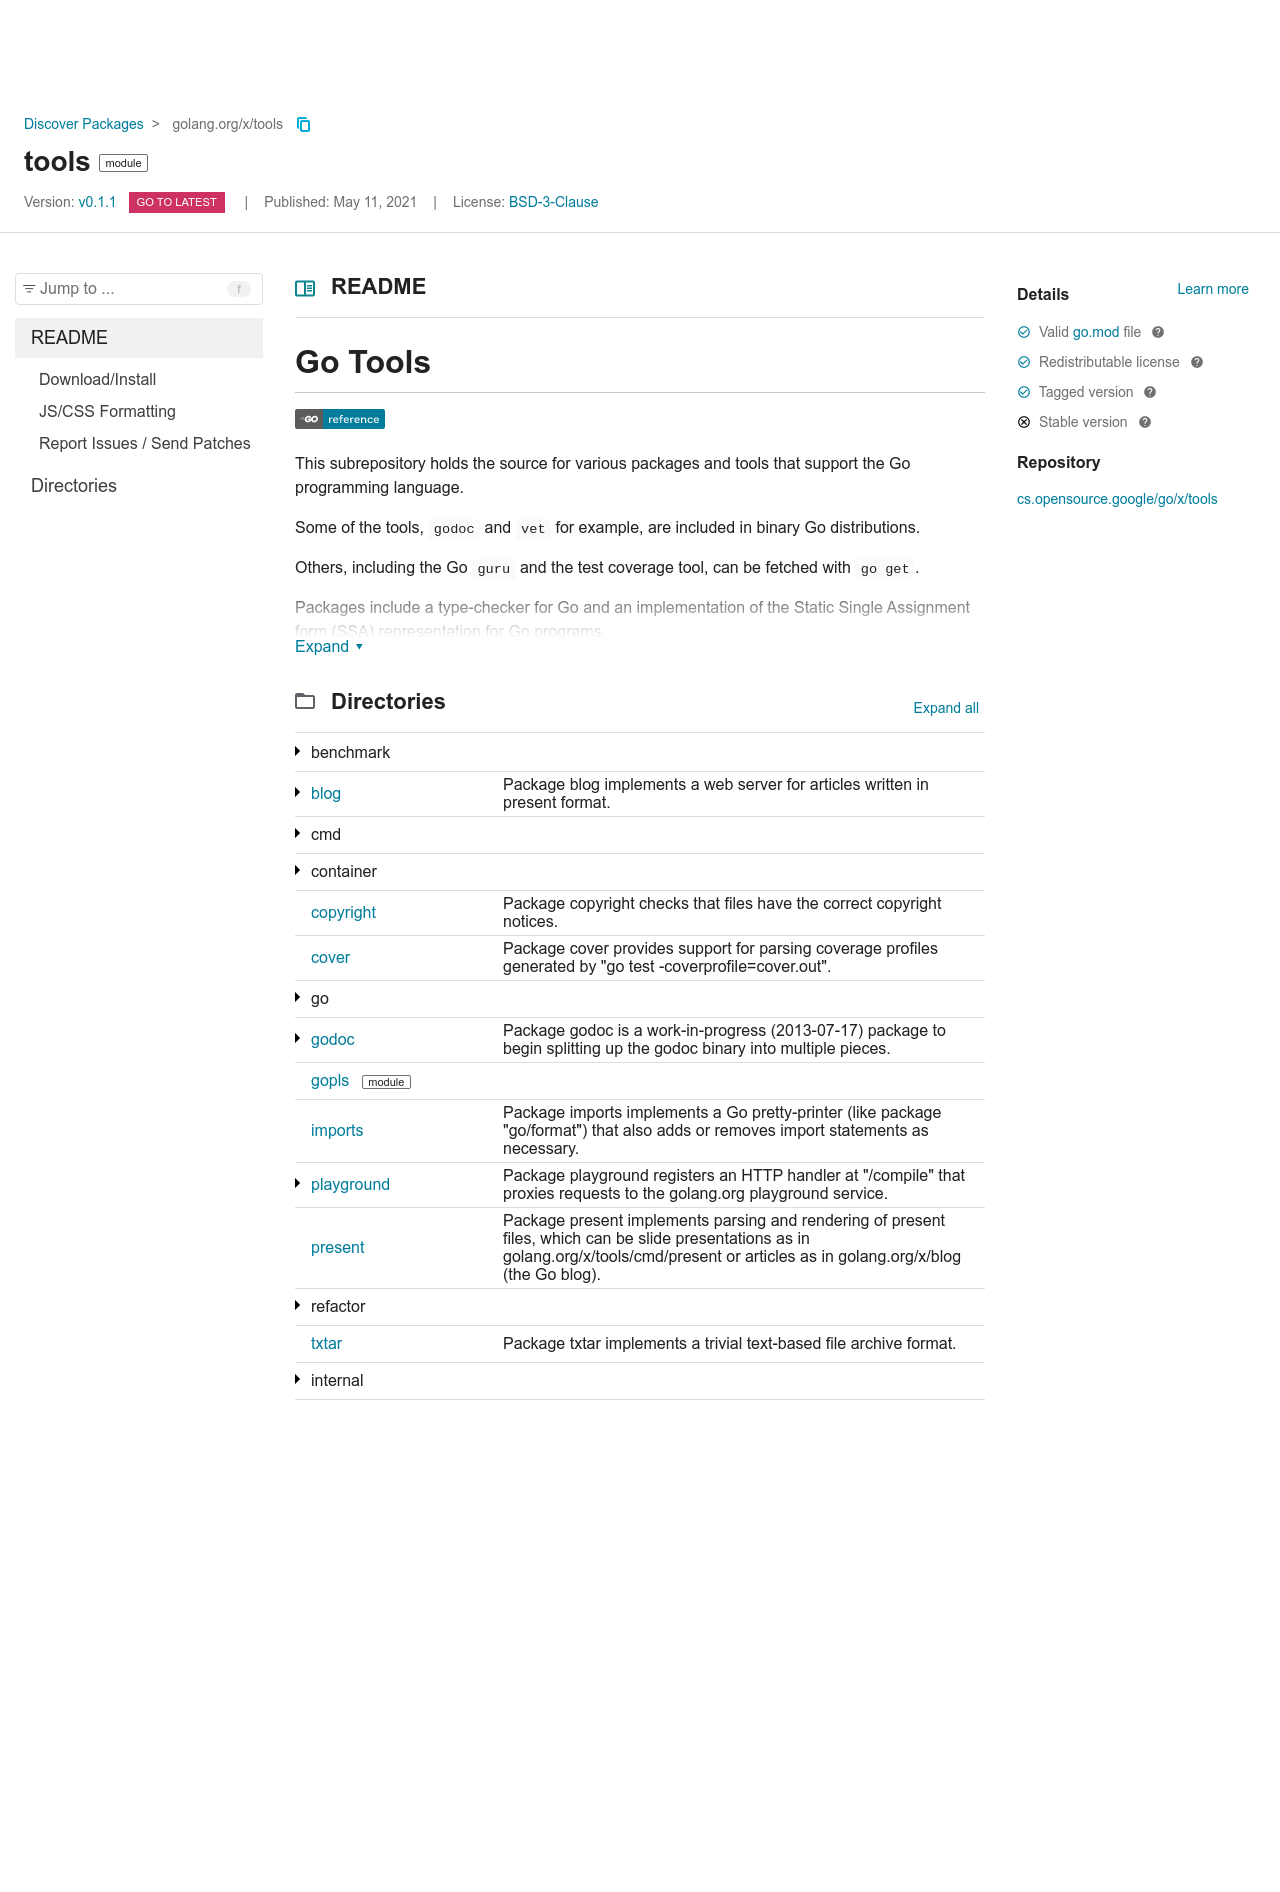 Discover Packages > golang.org/x/tools
tools module
Version: v0.1.1 GO TO LATEST | Published: May 11, 2021 | License: BSD-3-Clause
Jump to ... f
README
Download/Install
JS/CSS Formatting
Report Issues / Send Patches
Directories
README
Go Tools
GO reference
This subrepository holds the source for various packages and tools that support the Go
programming language.
Some of the tools, godoc and vet for example, are included in binary Go distributions.
Others, including the Go guru and the test coverage tool, can be fetched with go get.
Packages include a type-checker for Go and an implementation of the Static Single Assignment
form (SSA) representation for Go programs.
Expand ▼
Directories
Expand all
benchmark
blog
Package blog implements a web server for articles written in
present format.
cmd
container
copyright
Package copyright checks that files have the correct copyright
notices.
cover
Package cover provides support for parsing coverage profiles
generated by "go test -coverprofile=cover.out".
go
godoc
Package godoc is a work-in-progress (2013-07-17) package to
begin splitting up the godoc binary into multiple pieces.
gopls module
imports
Package imports implements a Go pretty-printer (like package
"go/format") that also adds or removes import statements as
necessary.
playground
Package playground registers an HTTP handler at "/compile" that
proxies requests to the golang.org playground service.
present
Package present implements parsing and rendering of present
files, which can be slide presentations as in
golang.org/x/tools/cmd/present or articles as in golang.org/x/blog
(the Go blog).
refactor
txtar
Package txtar implements a trivial text-based file archive format.
internal
Details
Learn more
Valid go.mod file
Redistributable license
Tagged version
Stable version
Repository
cs.opensource.google/go/x/tools